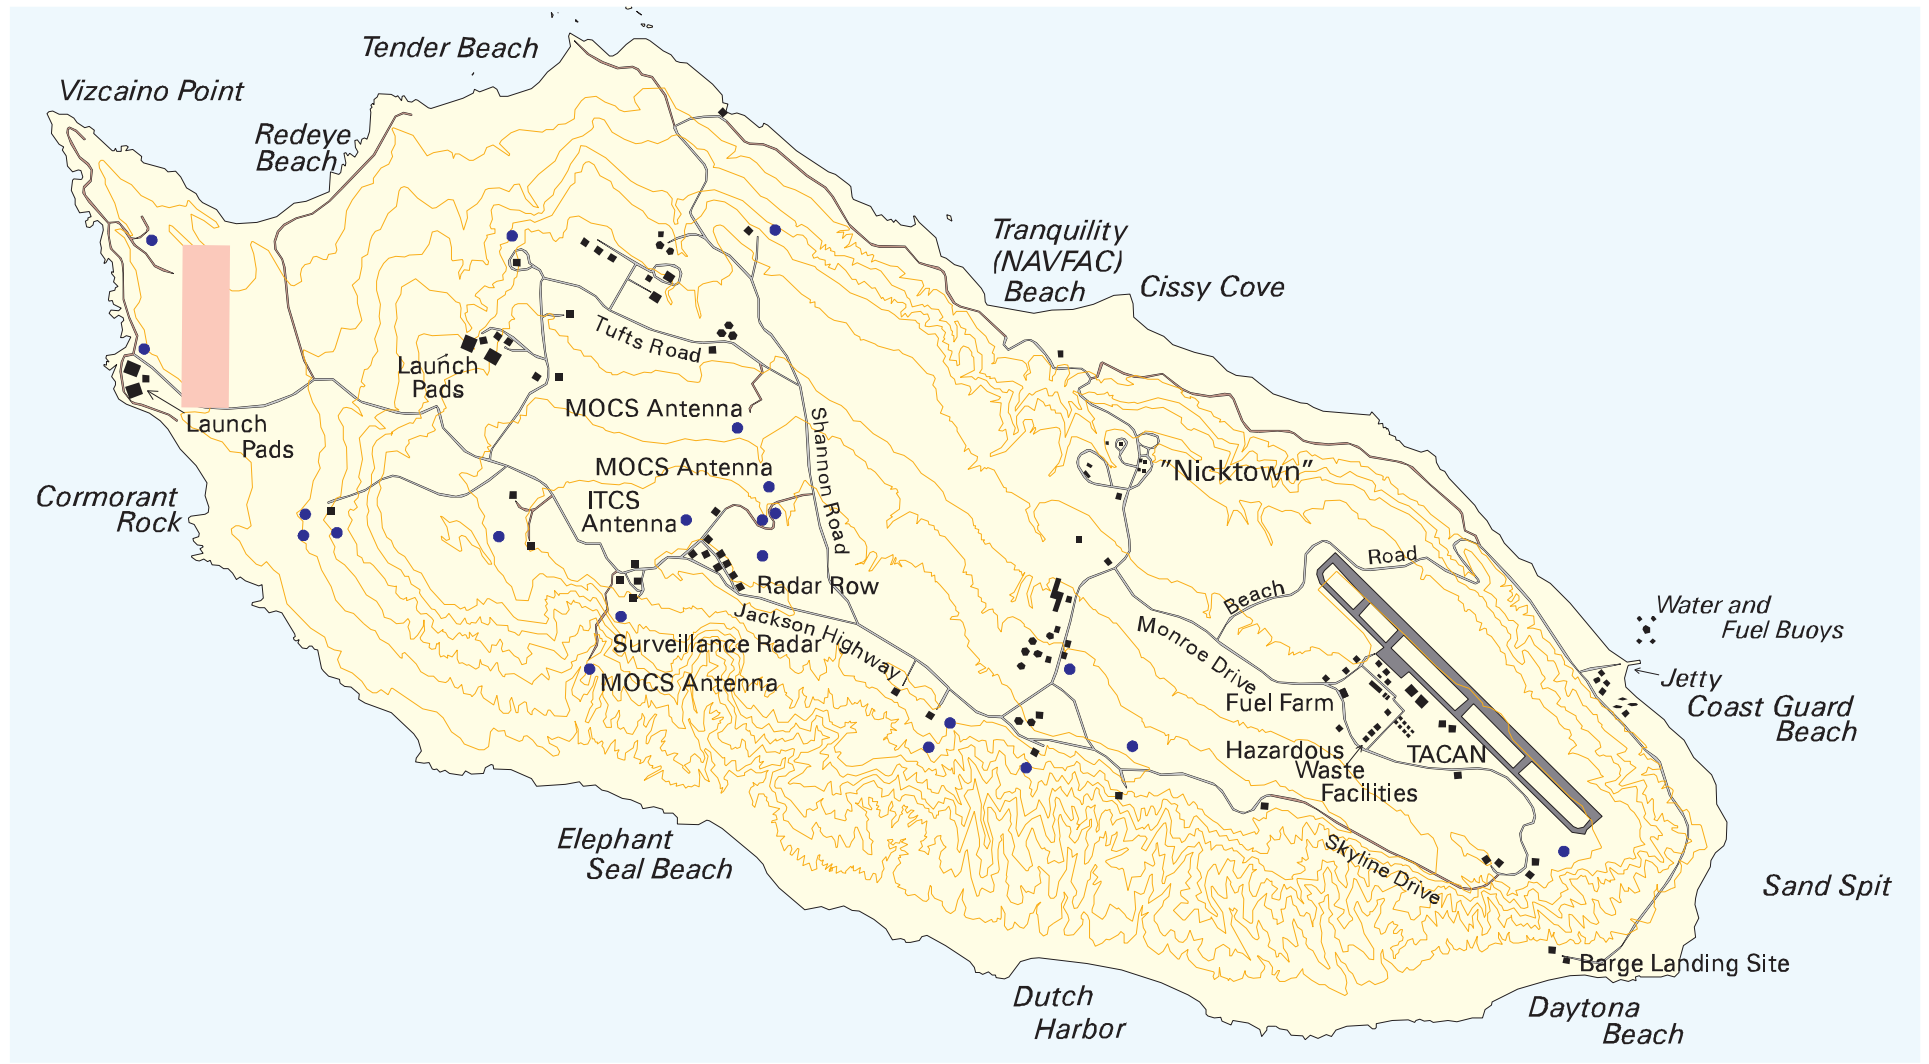 Tender Beach
Vizcaino Point
Redeye
Beach
Tranquility
(NAVFAC)
Beach
Cissy Cove
Tufts Road
Launch
Pads
MOCS Antenna
Launch
Pads
Shannon Road
MOCS Antenna
"Nicktown"
Cormorant
Rock
ITCS
Antenna
Road
Beach
Radar Row
Jackson Highway
Monroe Drive
Water and
Fuel Buoys
Surveillance Radar
MOCS Antenna
Jetty
Fuel Farm
Coast Guard
Beach
Hazardous
Waste
Facilities
TACAN
Elephant
Seal Beach
Skyline Drive
Sand Spit
Barge Landing Site
Dutch
Harbor
Daytona
Beach